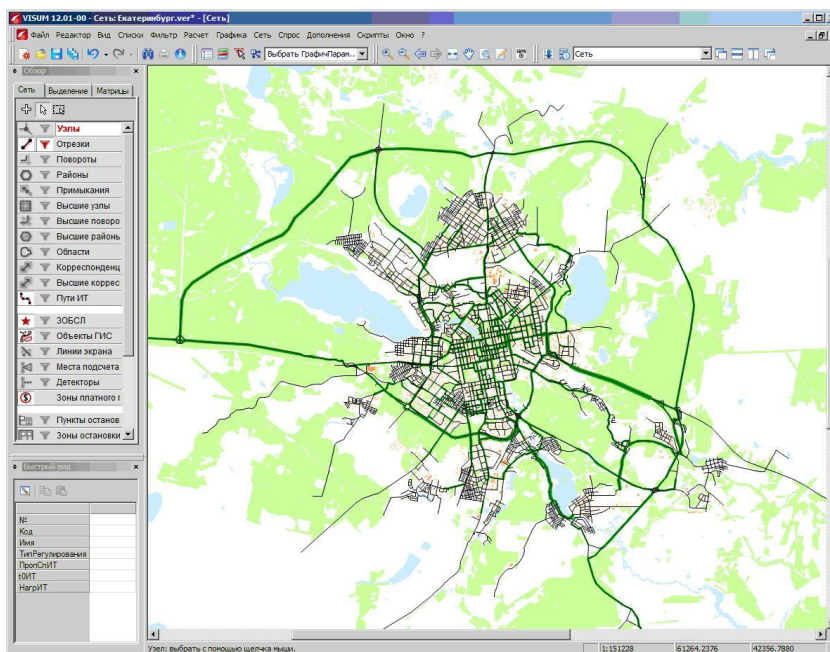 VISUM 12.01-00 - Сеть: Екатеринбург.ver* - [Сеть]
Файл Редактор Вид Списки Фильтр Расчет Графика Сеть Спрос Дополнения Скрипты Окно ?
Выбрать ГрафичПарам.. GPS Сеть
Обзор
Сеть Выделение Матрицы
Узлы
Отрезки
Повороты
Районы
Примыкания
Высшие узлы
Высшие поворо
Высшие районь
Области
Корреспонденц
Высшие коррес
Пути ИТ
ЗОБСЛ
Объекты ГИС
Линии экрана
Места подсчета
Детекторы
Зоны платного г
Пункты останов
Зоны остановки
Быстрый вид
№
Код
Имя
ТипРегулирования
ПропСпИТ
t0ИТ
НагрИТ
Узел: выбрать с помощью щелчка мыши. 1:151228 61264.2376 42356.7880